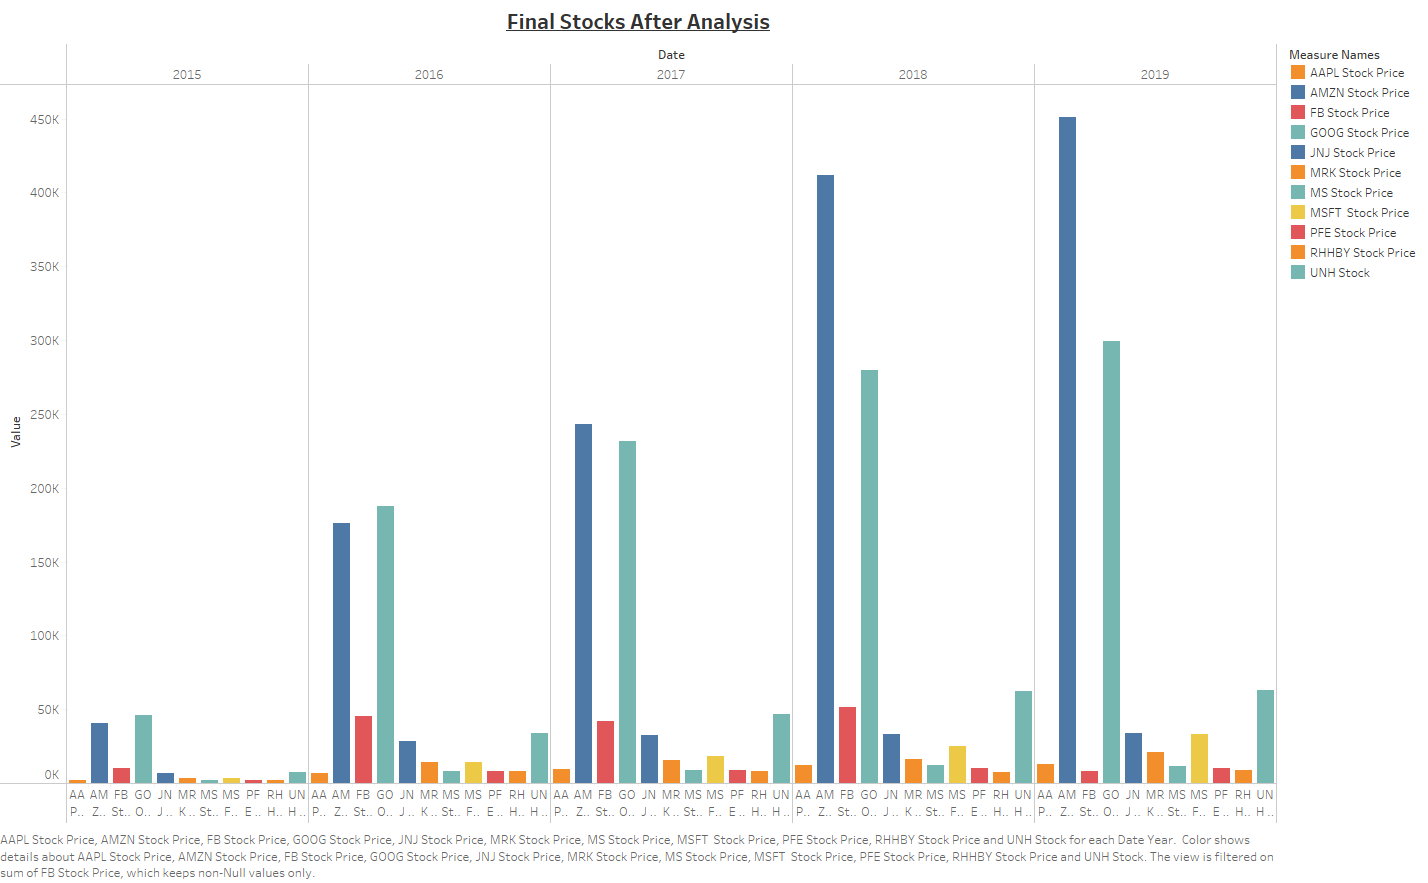 Final Stocks After Analysis
Date
2015 2016 2017 2018 2019
Measure Names
AAPL Stock Price
AMZN Stock Price
FB Stock Price
GOOG Stock Price
JNJ Stock Price
MRK Stock Price
MS Stock Price
MSFT  Stock Price
PFE Stock Price
RHHBY Stock Price
UNH Stock
Value
450K
400K
350K
300K
250K
200K
150K
100K
50K
0K
AA AM FB GO JN MR MS MS PF RH UN AA AM FB GO JN MR MS MS PF RH UN AA AM FB GO JN MR MS MS PF RH UN AA AM FB GO JN MR MS MS PF RH UN AA AM FB GO JN MR MS MS PF RH UN
P.. Z.. St.. O.. J .. K .. St.. F.. E .. H.. H .. P.. Z.. St.. O.. J .. K .. St.. F.. E .. H.. H .. P.. Z.. St.. O.. J .. K .. St.. F.. E .. H.. H .. P.. Z.. St.. O.. J .. K .. St.. F.. E .. H.. H .. P.. Z.. St.. O.. J .. K .. St.. F.. E .. H.. H ..
AAPL Stock Price, AMZN Stock Price, FB Stock Price, GOOG Stock Price, JNJ Stock Price, MRK Stock Price, MS Stock Price, MSFT  Stock Price, PFE Stock Price, RHHBY Stock Price and UNH Stock for each Date Year.  Color shows
details about AAPL Stock Price, AMZN Stock Price, FB Stock Price, GOOG Stock Price, JNJ Stock Price, MRK Stock Price, MS Stock Price, MSFT  Stock Price, PFE Stock Price, RHHBY Stock Price and UNH Stock. The view is filtered on
sum of FB Stock Price, which keeps non-Null values only.